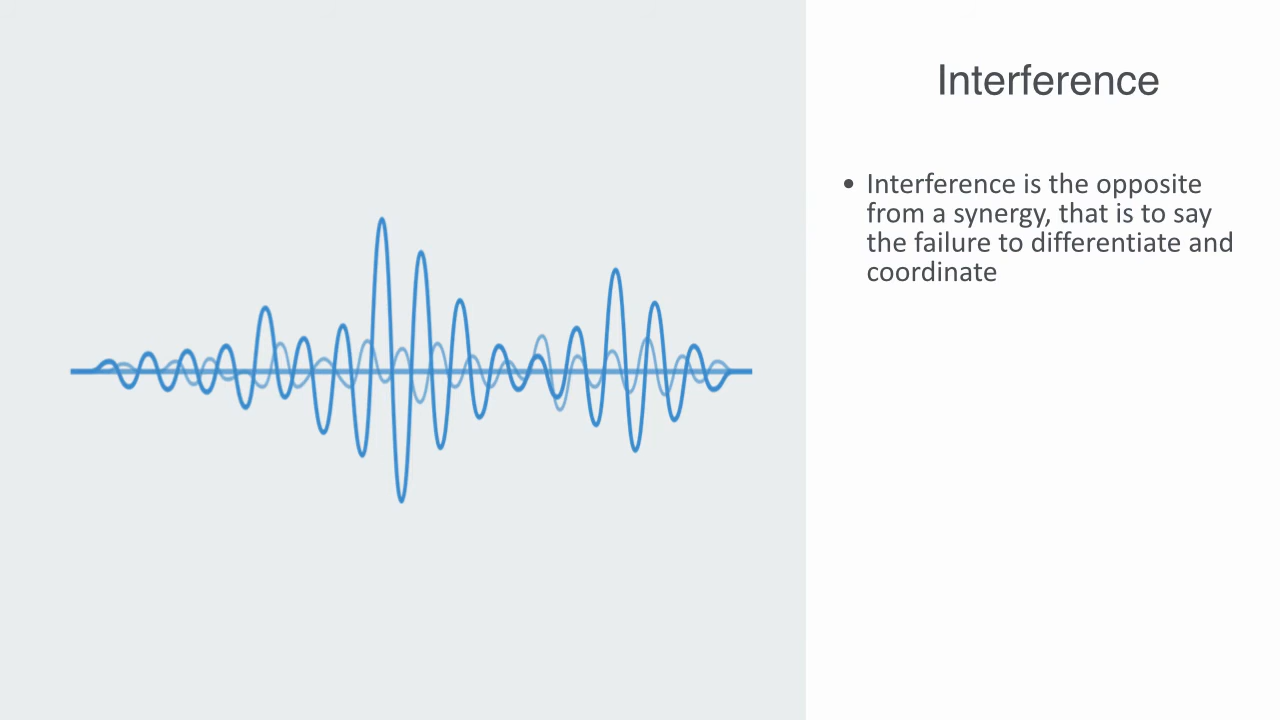 Interference
• Interference is the opposite
from a synergy, that is to say
the failure to differentiate and
coordinate